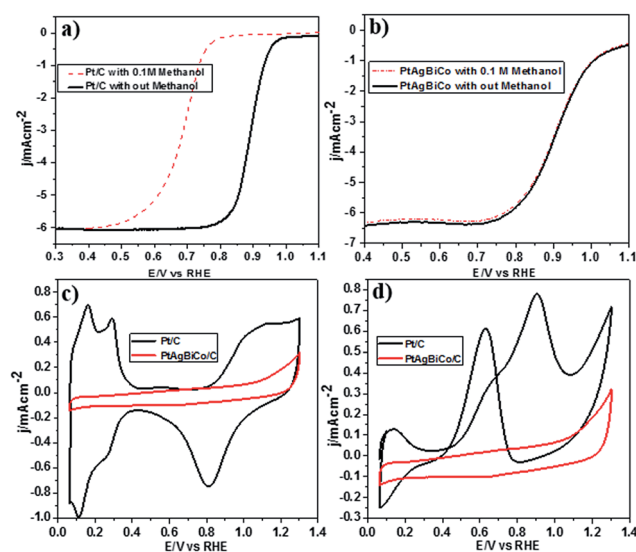 a)
Pt/C with 0.1M Methanol
Pt/C with out Methanol
j/mAcm-2
0
-1
-2
-3
-4
-5
-6
-7
0.3 0.4 0.5 0.6 0.7 0.8 0.9 1.0 1.1
E/V vs RHE
b)
PtAgBiCo with 0.1 M Methanol
PtAgBiCo with out Methanol
j/mAcm-2
0
-1
-2
-3
-4
-5
-6
-7
0.4 0.5 0.6 0.7 0.8 0.9 1.0 1.1
E/V vs RHE
c)
Pt/C
PtAgBiCo/C
j/mAcm-2
0.8
0.6
0.4
0.2
0.0
-0.2
-0.4
-0.6
-0.8
-1.0
0.0 0.2 0.4 0.6 0.8 1.0 1.2 1.4
E/V vs RHE
d)
Pt/C
PtAgBiCo/C
j/mAcm-2
0.8
0.7
0.5
0.4
0.3
0.1
0.0
-0.1
-0.3
0.0 0.2 0.4 0.6 0.8 1.0 1.2 1.4
E/V vs RHE